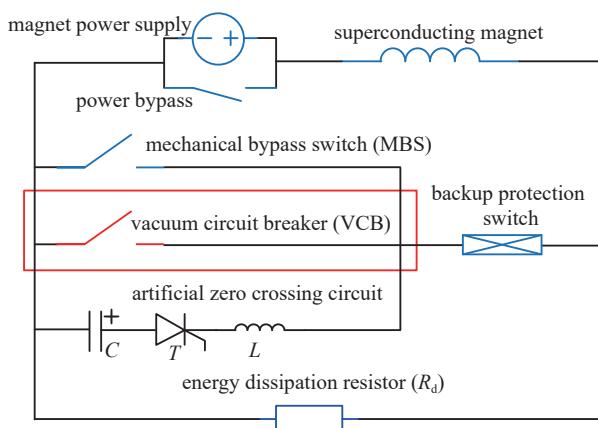 magnet power supply
− +
superconducting magnet
power bypass
mechanical bypass switch (MBS)
backup protection
switch
vacuum circuit breaker (VCB)
artificial zero crossing circuit
+
C T L
energy dissipation resistor (Rd)